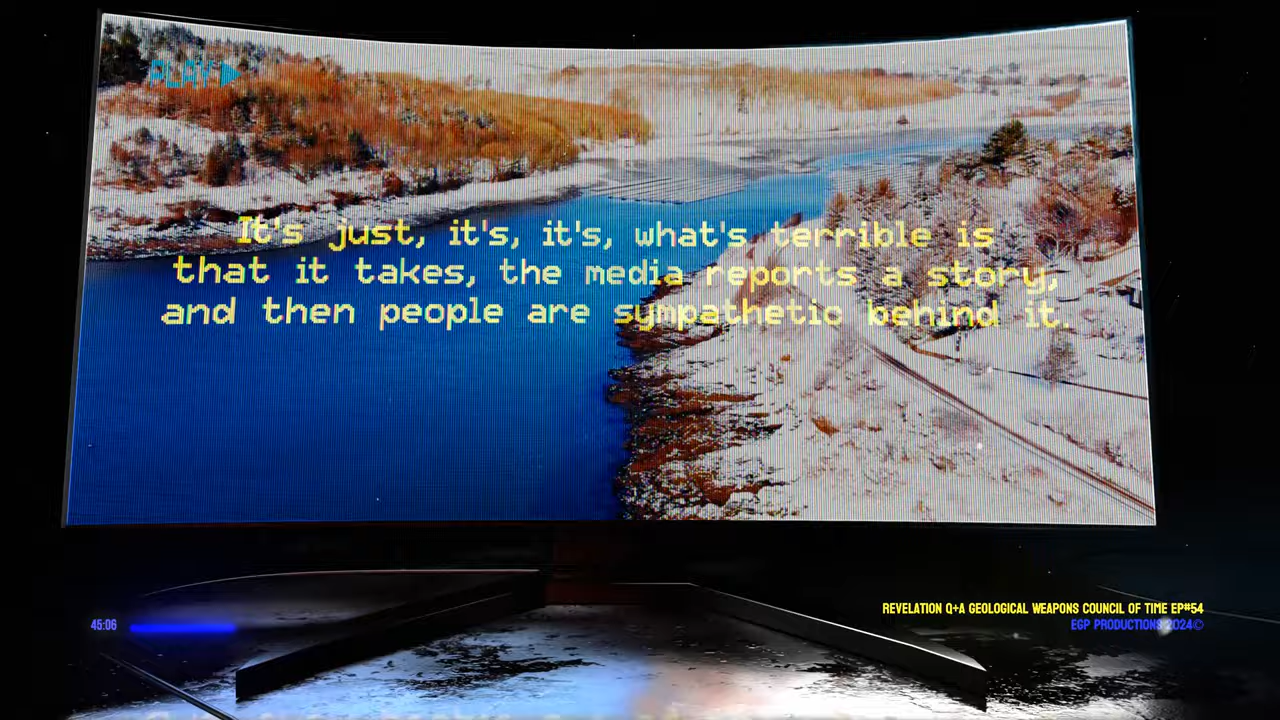 PLAY
It's just, it's, it's, what's terrible is
that it takes, the media reports a story,
and then people are sympathetic behind it.
45:06
REVELATION Q+A GEOLOGICAL WEAPONS COUNCIL OF TIME EP#54
EGP PRODUCTIONS 2024©